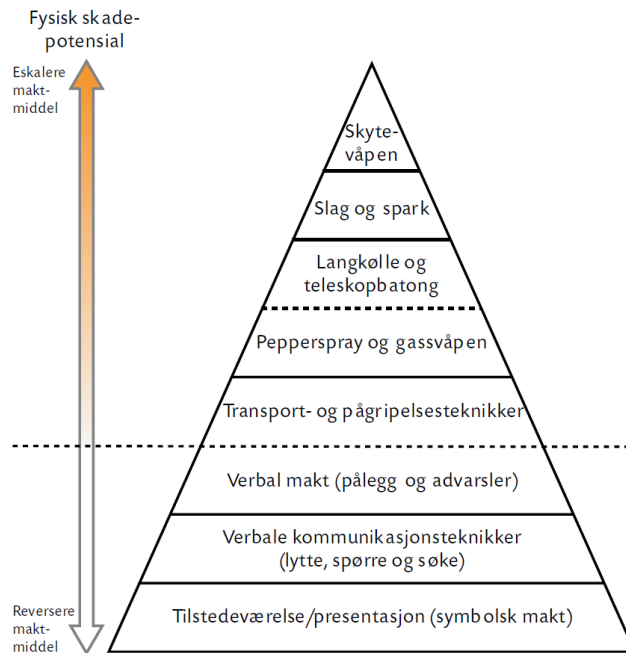 Fysisk skade-
potensial
Eskalere
makt-
middel
Skyte-
våpen
Slag og spark
Langkølle og
teleskopbatong
Pepperspray og gassvåpen
Transport- og pågripelsesteknikker
Verbal makt (pålegg og advarsler)
Verbale kommunikasjonsteknikker
(lytte, spørre og søke)
Tilstedeværelse/presentasjon (symbolsk makt)
Reversere
makt-
middel